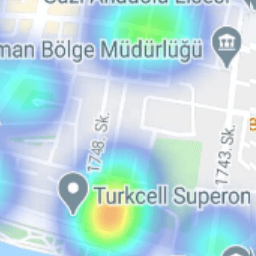 Gazi Anadolu Lisesi
man Bölge Müdürlüğü
1748. Sk.
1743. Sk.
Turkcell Superon